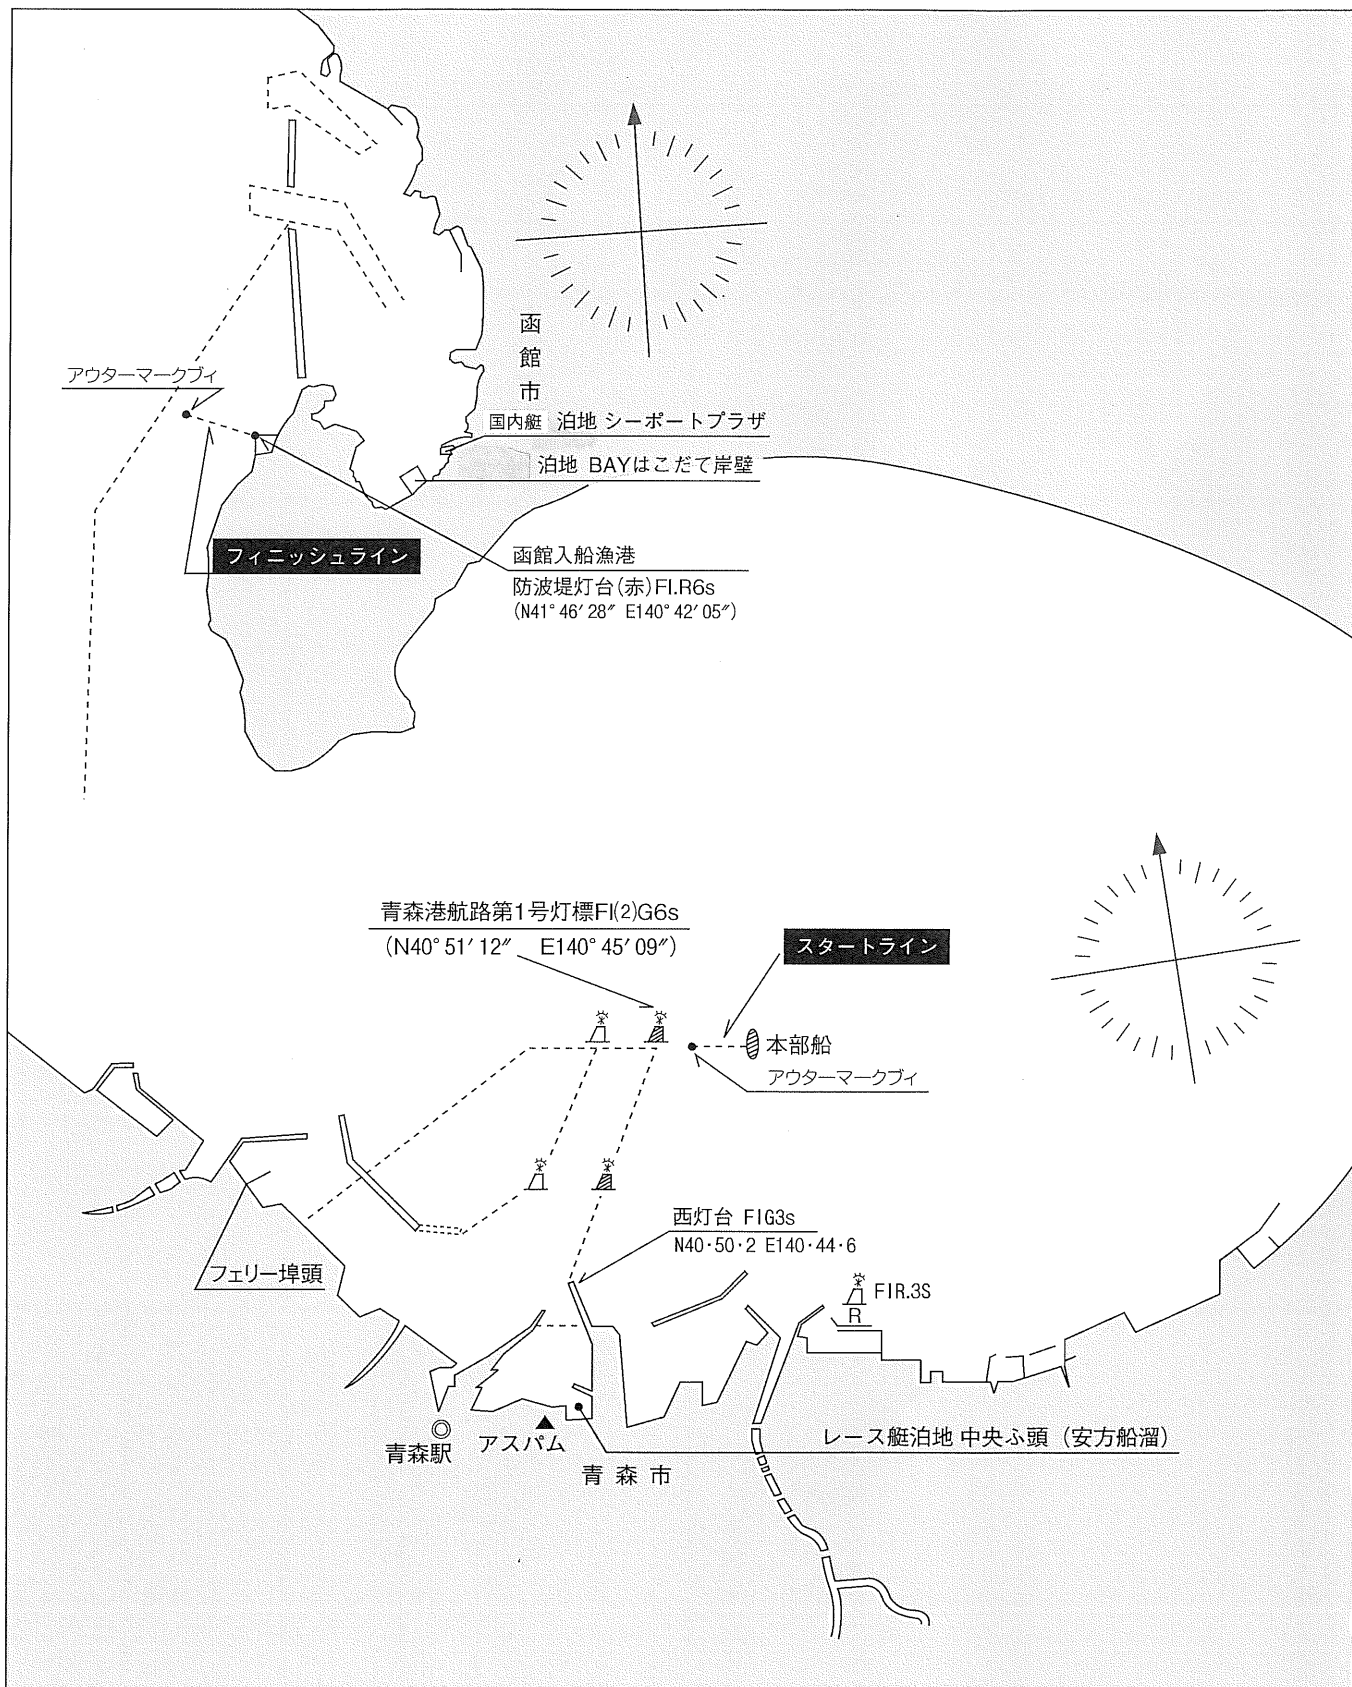 函館市
アウターマークブイ
国内艇 泊地 シーポートプラザ
泊地 BAYはこだて岸壁
フィニッシュライン
函館入船漁港
防波堤灯台(赤)Fl.R6s
(N41°46′28″ E140°42′05″)
青森港航路第1号灯標Fl(2)G6s
(N40°51′12″ E140°45′09″)
スタートライン
本部船
アウターマークブイ
西灯台 FIG3s
N40・50・2 E140・44・6
フェリー埠頭
FIR.3S
R
青森駅
アスパム
レース艇泊地 中央ふ頭（安方船溜）
青森市